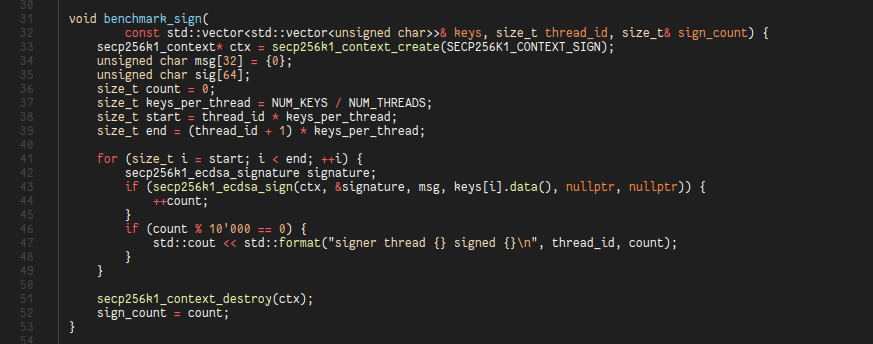 30
31 void benchmark_sign(
32         const std::vector<std::vector<unsigned char>>& keys, size_t thread_id, size_t& sign_count) {
33     secp256k1_context* ctx = secp256k1_context_create(SECP256K1_CONTEXT_SIGN);
34     unsigned char msg[32] = {0};
35     unsigned char sig[64];
36     size_t count = 0;
37     size_t keys_per_thread = NUM_KEYS / NUM_THREADS;
38     size_t start = thread_id * keys_per_thread;
39     size_t end = (thread_id + 1) * keys_per_thread;
40
41     for (size_t i = start; i < end; ++i) {
42         secp256k1_ecdsa_signature signature;
43         if (secp256k1_ecdsa_sign(ctx, &signature, msg, keys[i].data(), nullptr, nullptr)) {
44             ++count;
45         }
46         if (count % 10'000 == 0) {
47             std::cout << std::format("signer thread {} signed {}\n", thread_id, count);
48         }
49     }
50
51     secp256k1_context_destroy(ctx);
52     sign_count = count;
53 }
54